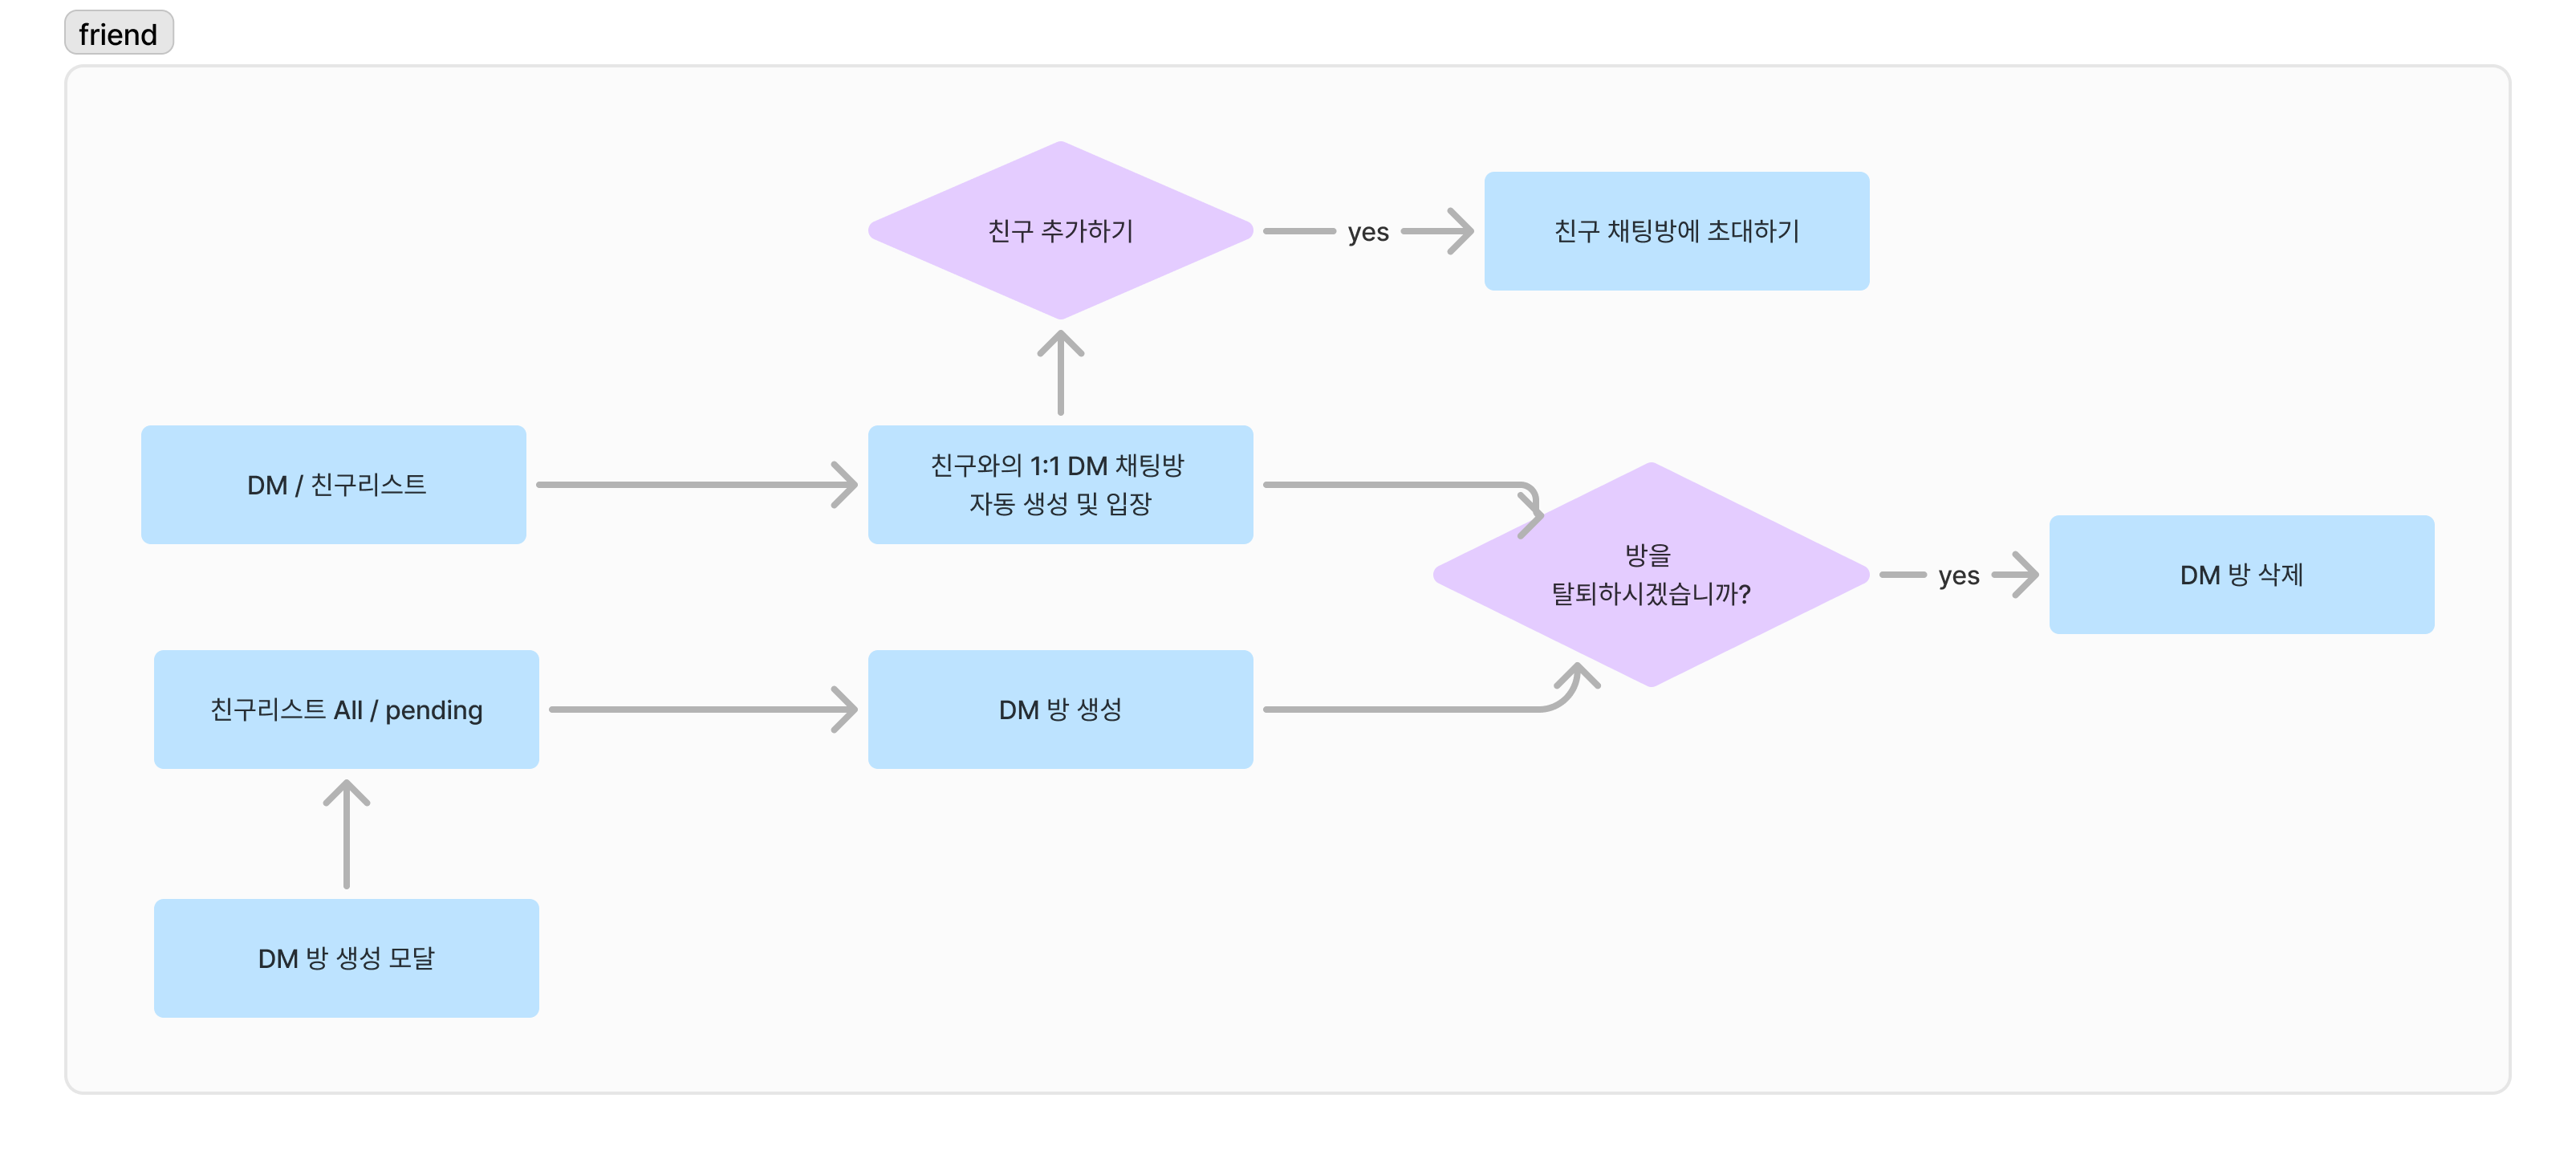 friend
친구 추가하기
yes
친구 채팅방에 초대하기
DM / 친구리스트
친구와의 1:1 DM 채팅방
자동 생성 및 입장
방을
탈퇴하시겠습니까?
yes
DM 방 삭제
친구리스트 All / pending
DM 방 생성
DM 방 생성 모달